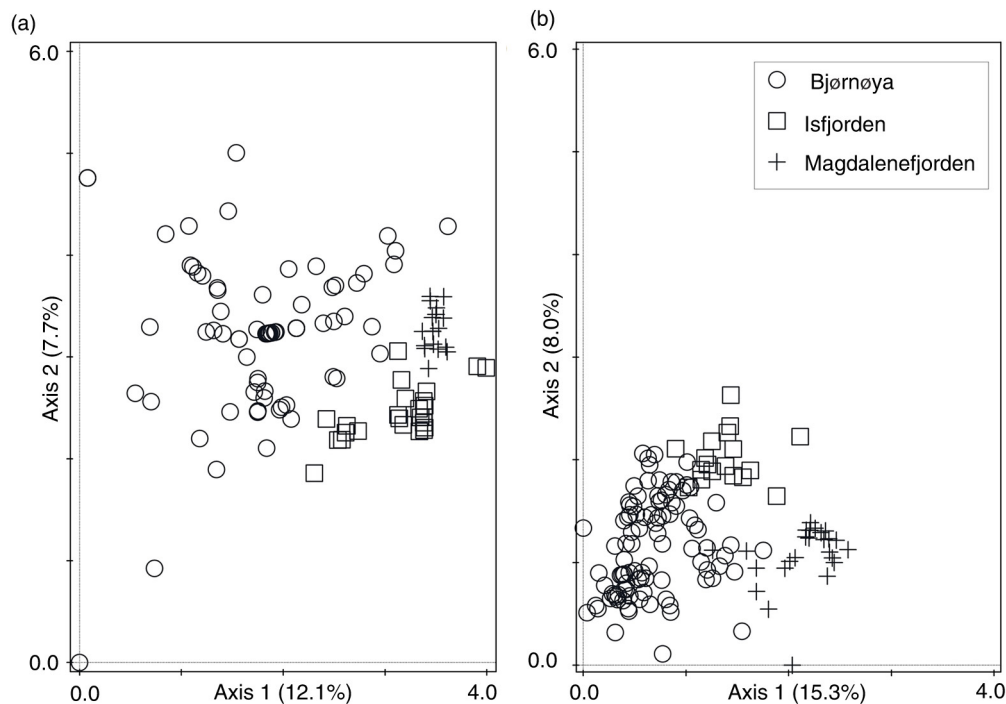 (a)
6.0
Axis 2 (7.7%)
0.0
0.0
Axis 1 (12.1%)
4.0
(b)
6.0
Bjørnøya
Isfjorden
Magdalenefjorden
Axis 2 (8.0%)
0.0
0.0
Axis 1 (15.3%)
4.0